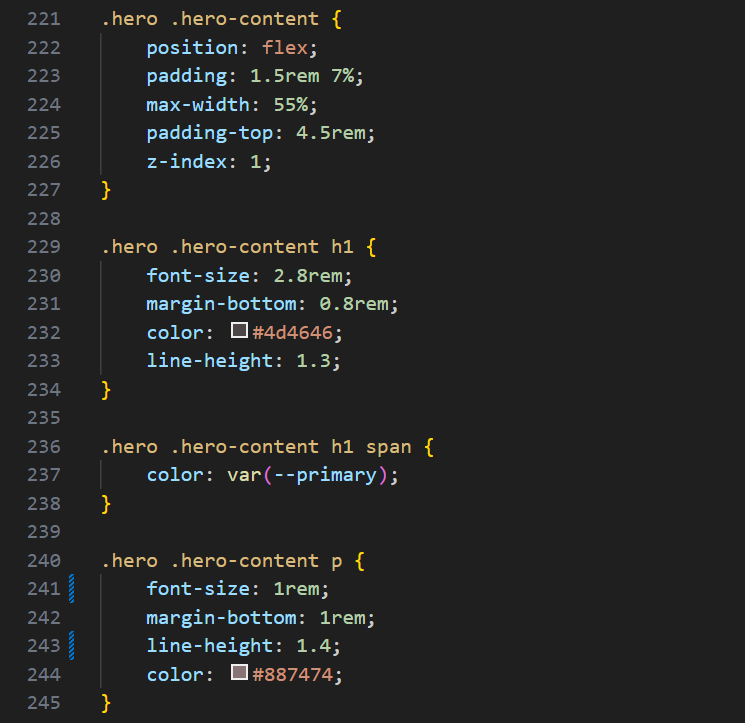 221 .hero .hero-content {
222 position: flex;
223 padding: 1.5rem 7%;
224 max-width: 55%;
225 padding-top: 4.5rem;
226 z-index: 1;
227 }
228
229 .hero .hero-content h1 {
230 font-size: 2.8rem;
231 margin-bottom: 0.8rem;
232 color: #4d4646;
233 line-height: 1.3;
234 }
235
236 .hero .hero-content h1 span {
237 color: var(--primary);
238 }
239
240 .hero .hero-content p {
241 font-size: 1rem;
242 margin-bottom: 1rem;
243 line-height: 1.4;
244 color: #887474;
245 }